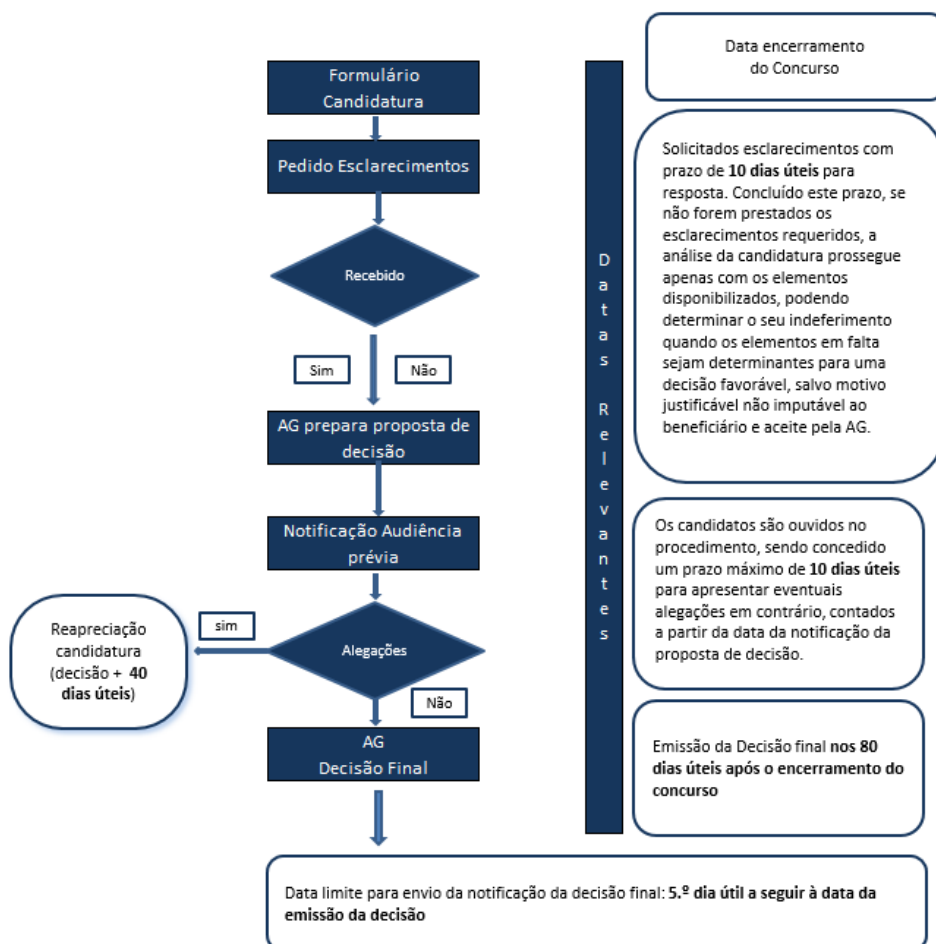 Formulário
Candidatura
Pedido Esclarecimentos
Recebido
Sim
Não
AG prepara proposta de
decisão
Notificação Audiência
prévia
sim
Alegações
Reapreciação
candidatura
(decisão + 40
dias úteis)
Não
AG
Decisão Final
Datas Relevantes
Data encerramento
do Concurso
Solicitados esclarecimentos com
prazo de 10 dias úteis para
resposta. Concluído este prazo, se
não forem prestados os
esclarecimentos requeridos, a
análise da candidatura prossegue
apenas com os elementos
disponibilizados, podendo
determinar o seu indeferimento
quando os elementos em falta
sejam determinantes para uma
decisão favorável, salvo motivo
justificável não imputável ao
beneficiário e aceite pela AG.
Os candidatos são ouvidos no
procedimento, sendo concedido
um prazo máximo de 10 dias úteis
para apresentar eventuais
alegações em contrário, contados
a partir da data da notificação da
proposta de decisão.
Emissão da Decisão final nos 80
dias úteis após o encerramento do
concurso
Data limite para envio da notificação da decisão final: 5.º dia útil a seguir à data da
emissão da decisão